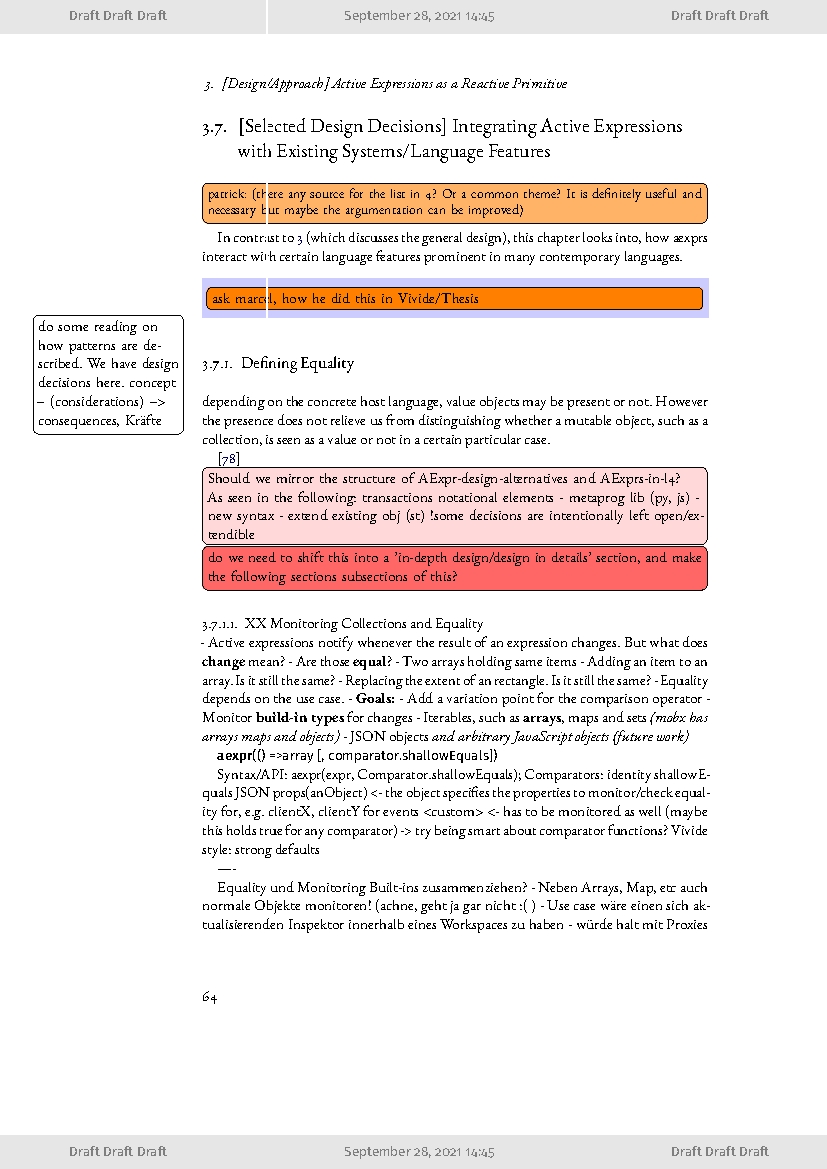 Draft Draft Draft September 28, 2021 14:45 Draft Draft Draft
3. [Design/Approach] Active Expressions as a Reactive Primitive
3.7. [Selected Design Decisions] Integrating Active Expressions
with Existing Systems/Language Features
patrick: (there any source for the list in 4? Or a common theme? It is definitely useful and
necessary but maybe the argumentation can be improved)
In contrast to 3 (which discusses the general design), this chapter looks into, how aexprs
interact with certain language features prominent in many contemporary languages.
ask marcel, how he did this in Vivide/Thesis
do some reading on
how patterns are de-
scribed. We have design
decisions here. concept
– (considerations) –>
consequences, Kräfte
3.7.1. Defining Equality
depending on the concrete host language, value objects may be present or not. However
the presence does not relieve us from distinguishing whether a mutable object, such as a
collection, is seen as a value or not in a certain particular case.
[78]
Should we mirror the structure of AExpr-design-alternatives and AExprs-in-l4?
As seen in the following: transactions notational elements - metaprog lib (py, js) -
new syntax - extend existing obj (st) !some decisions are intentionally left open/ex-
tendible
do we need to shift this into a ’in-depth design/design in details’ section, and make
the following sections subsections of this?
3.7.1.1. XX Monitoring Collections and Equality
- Active expressions notify whenever the result of an expression changes. But what does
change mean? - Are those equal? - Two arrays holding same items - Adding an item to an
array. Is it still the same? - Replacing the extent of an rectangle. Is it still the same? - Equality
depends on the use case. - Goals: - Add a variation point for the comparison operator -
Monitor build-in types for changes - Iterables, such as arrays, maps and sets (mobx has
arrays maps and objects) - JSON objects and arbitrary JavaScript objects (future work)
aexpr(() =>array [, comparator.shallowEquals])
Syntax/API: aexpr(expr, Comparator.shallowEquals); Comparators: identity shallowE-
quals JSON props(anObject) <- the object specifies the properties to monitor/check equal-
ity for, e.g. clientX, clientY for events <custom> <- has to be monitored as well (maybe
this holds true for any comparator) -> try being smart about comparator functions? Vivide
style: strong defaults
—-
Equality und Monitoring Built-ins zusammenziehen? - Neben Arrays, Map, etc auch
normale Objekte monitoren! (achne, geht ja gar nicht :( ) - Use case wäre einen sich ak-
tualisierenden Inspektor innerhalb eines Workspaces zu haben - würde halt mit Proxies
64
Draft Draft Draft September 28, 2021 14:45 Draft Draft Draft